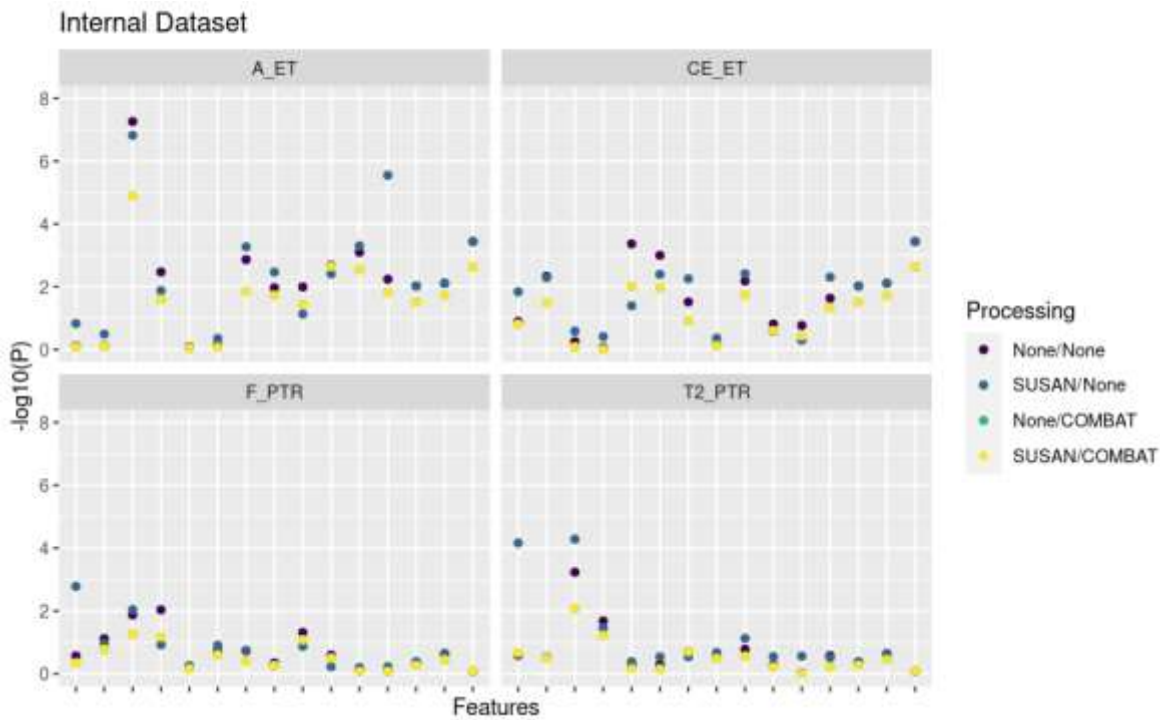 Internal Dataset
A_ET
CE_ET
8
6
4
2
0
F_PTR
T2_PTR
8
6
4
2
0
-log10(P)
Features
Processing
None/None
SUSAN/None
None/COMBAT
SUSAN/COMBAT